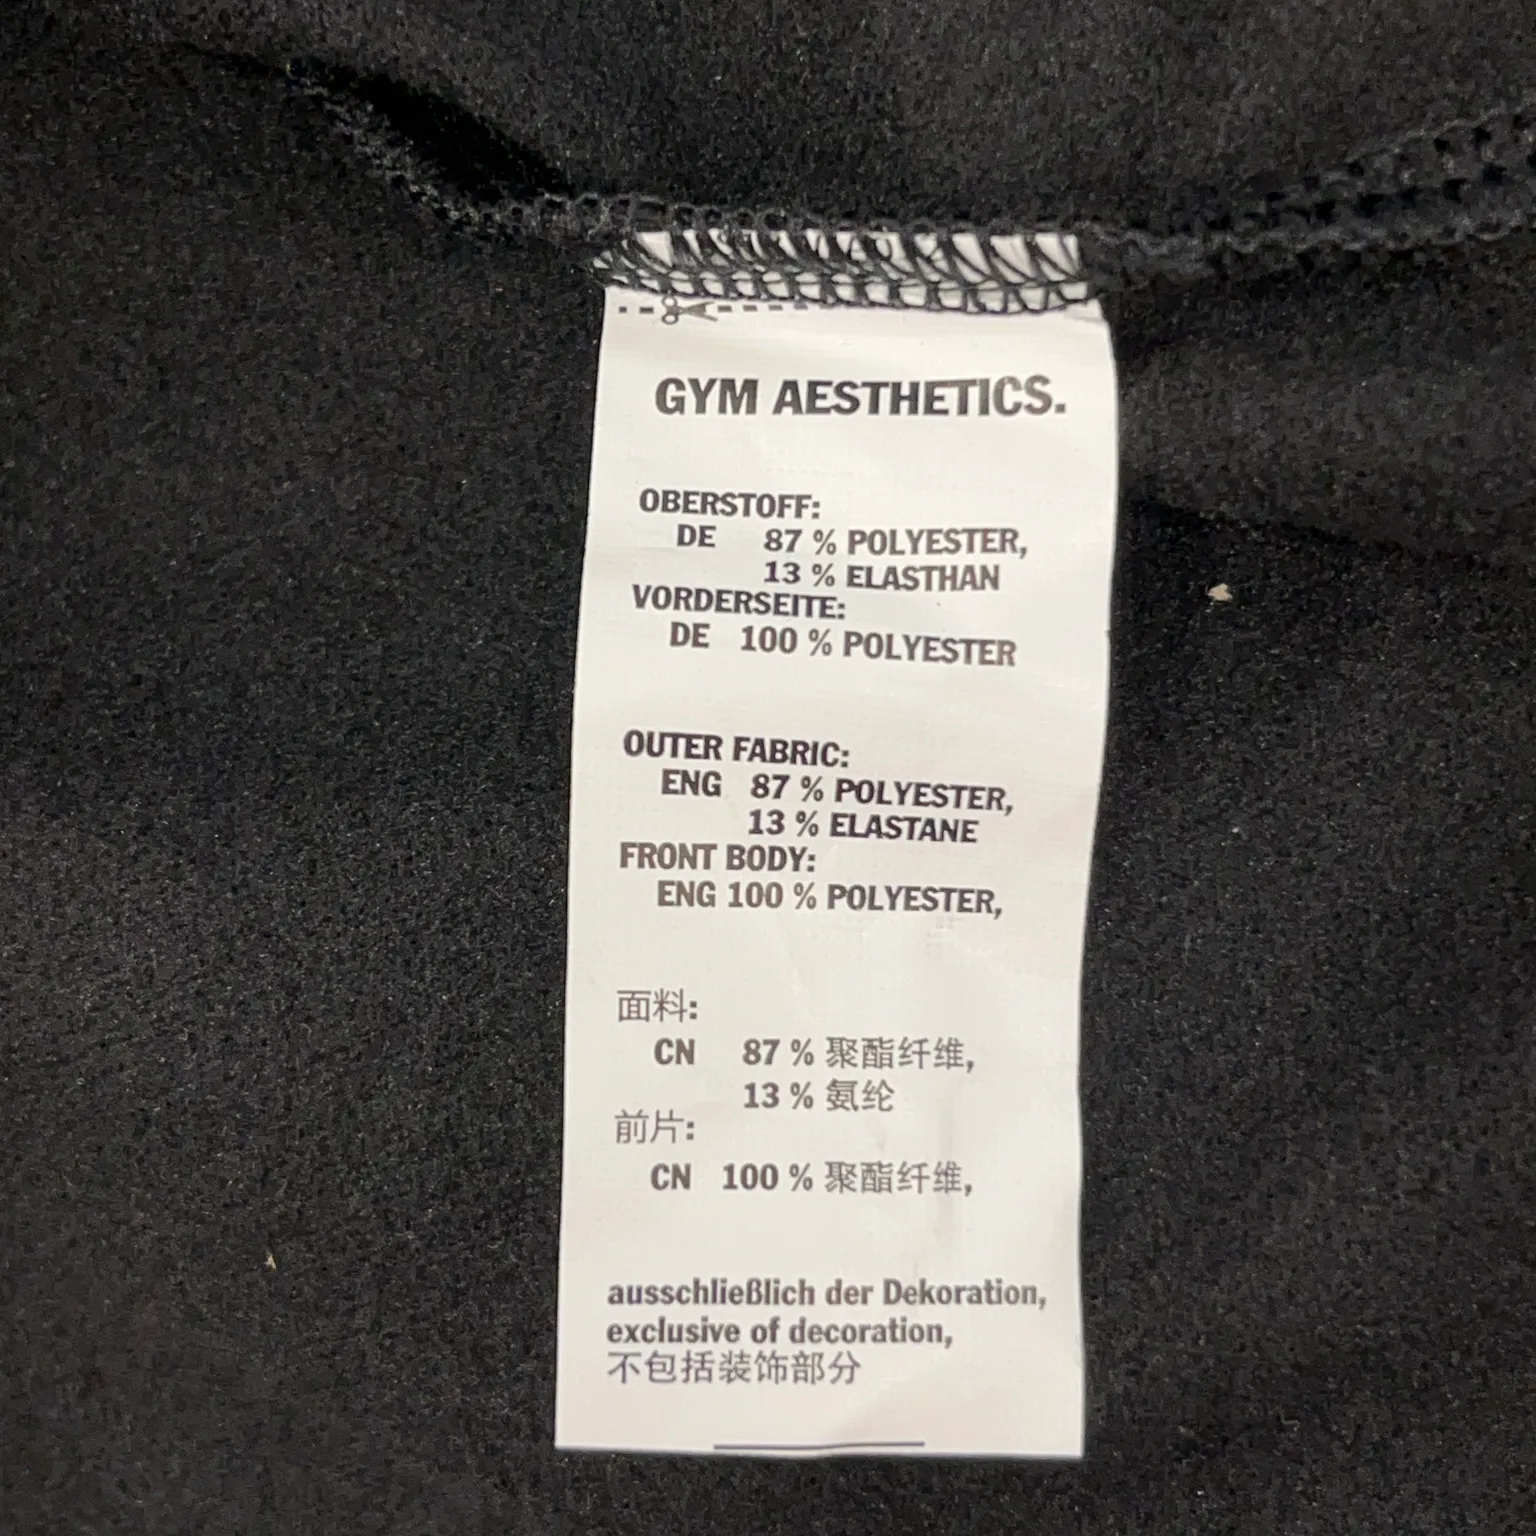 GYM AESTHETICS.
OBERSTOFF:
DE 87 % POLYESTER,
13 % ELASTHAN
VORDERSEITE:
DE 100 % POLYESTER
OUTER FABRIC:
ENG 87 % POLYESTER,
13 % ELASTANE
FRONT BODY:
ENG 100 % POLYESTER,
面料:
CN 87 % 聚酯纤维,
13 % 氨纶
前片:
CN 100 % 聚酯纤维,
ausschließlich der Dekoration,
exclusive of decoration,
不包括装饰部分